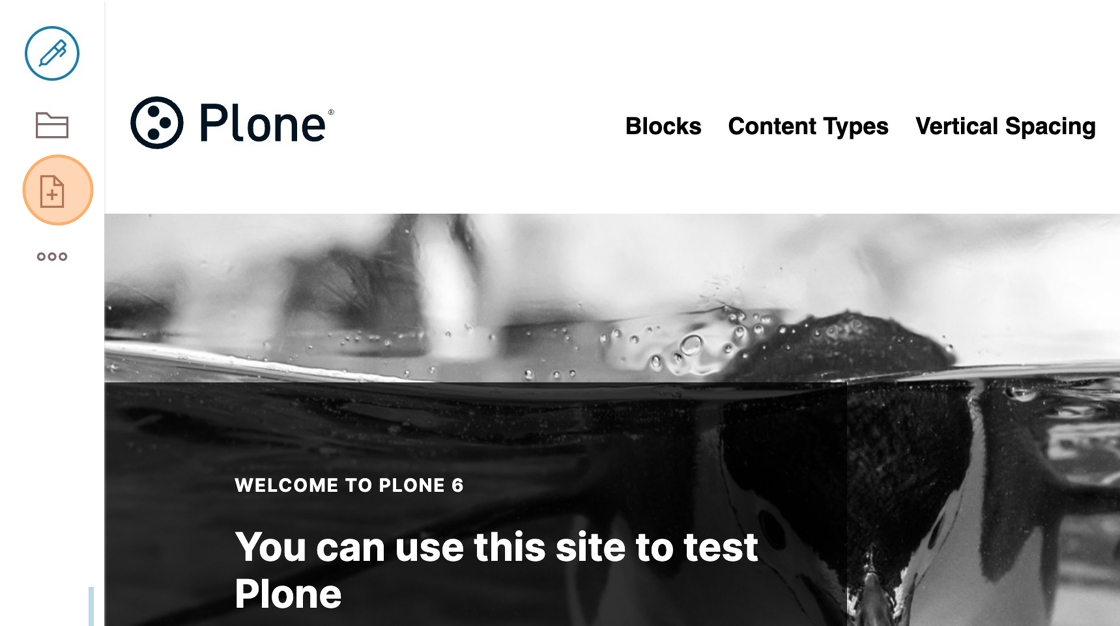 Plone®
Blocks Content Types Vertical Spacing
WELCOME TO PLONE 6
You can use this site to test
Plone